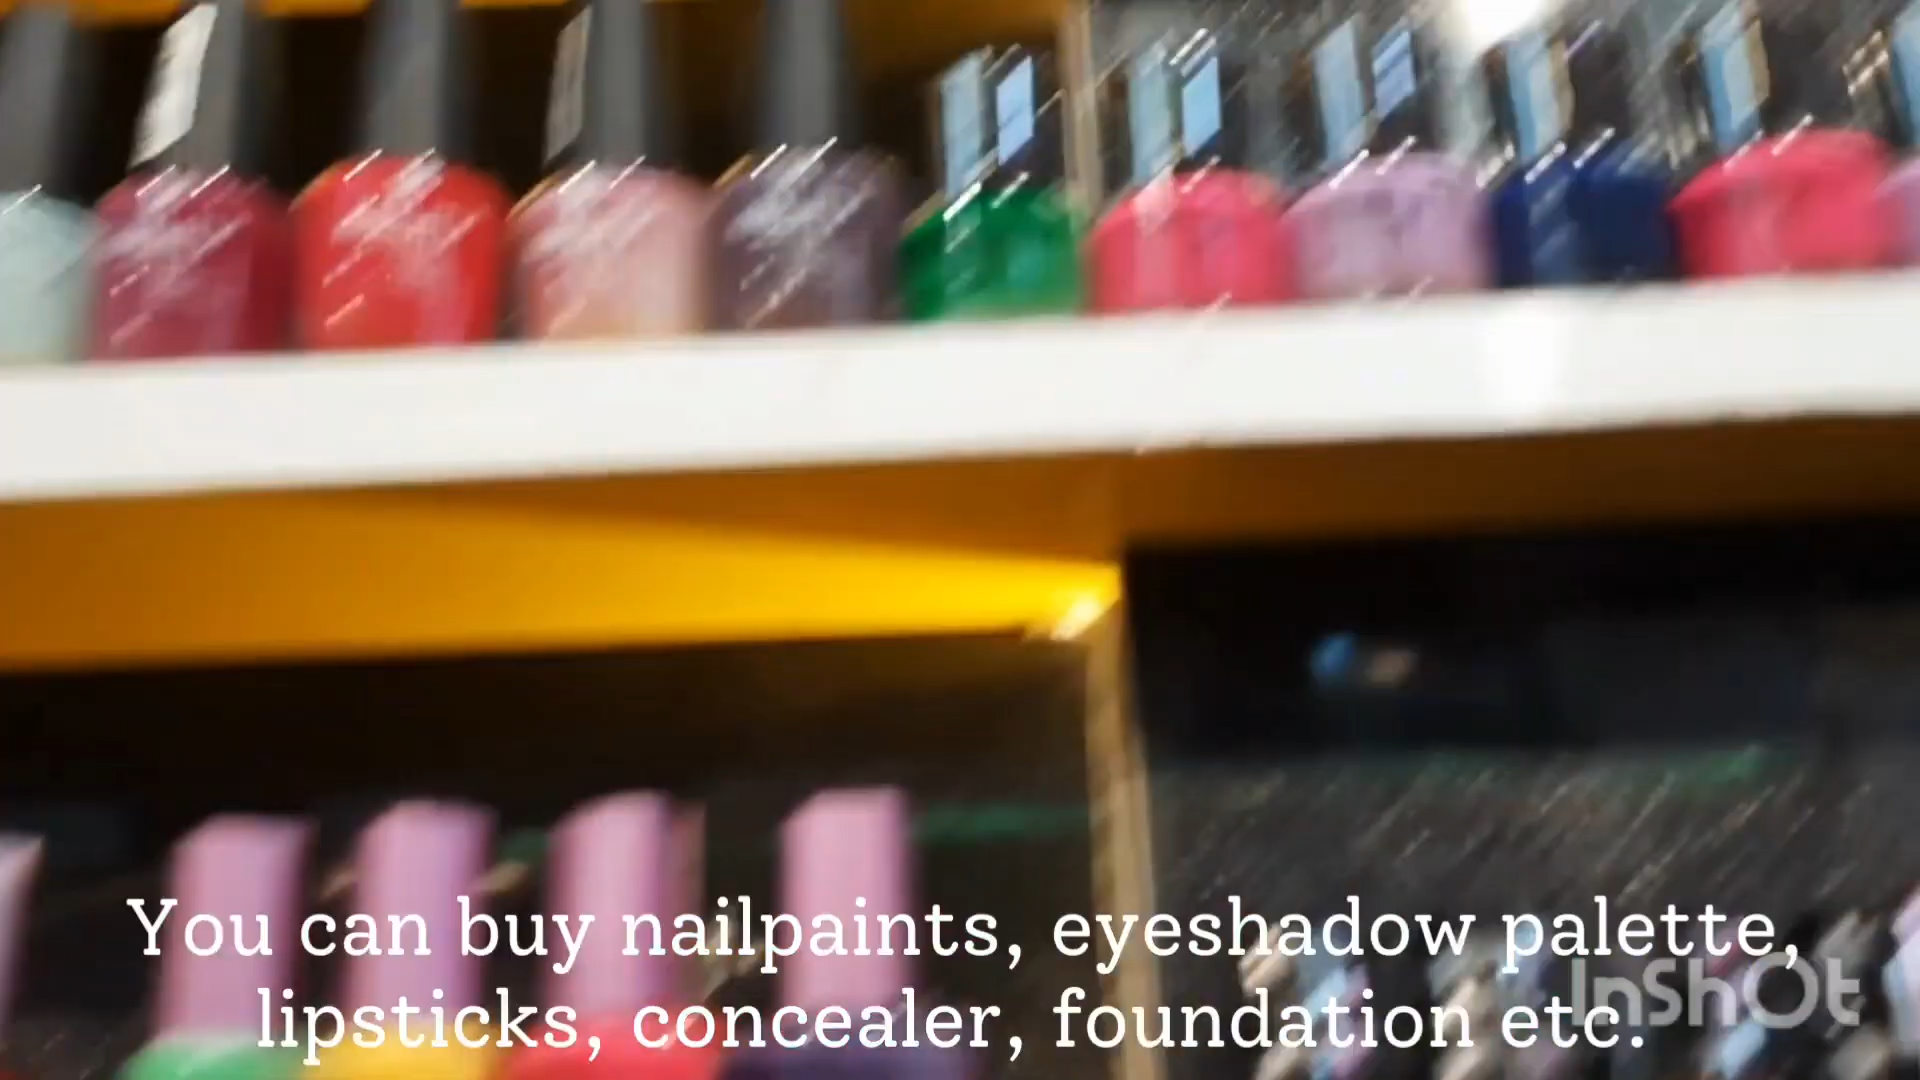 You can buy nailpaints, eyeshadow palette,
lipsticks, concealer, foundation etc.
InShOt